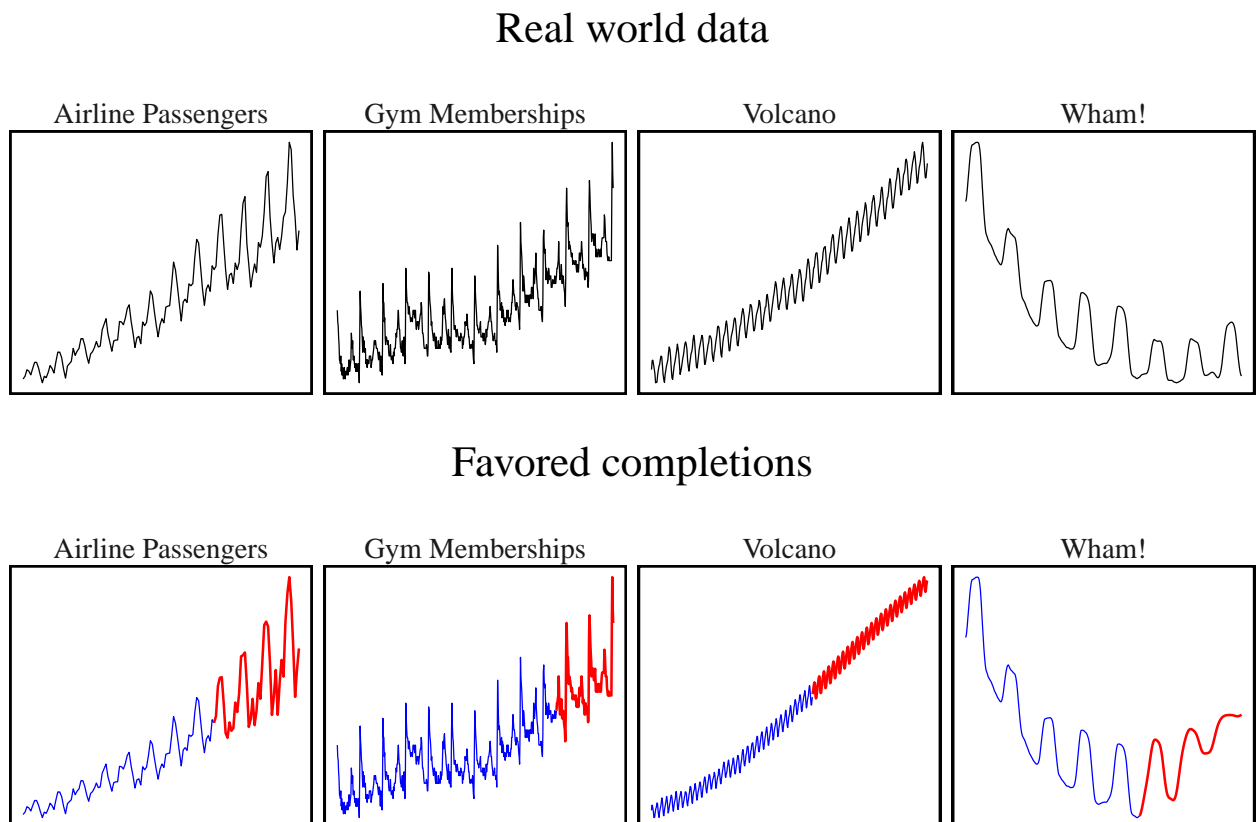 Real world data
Airline Passengers
Gym Memberships
Volcano
Wham!
Favored completions
Airline Passengers
Gym Memberships
Volcano
Wham!